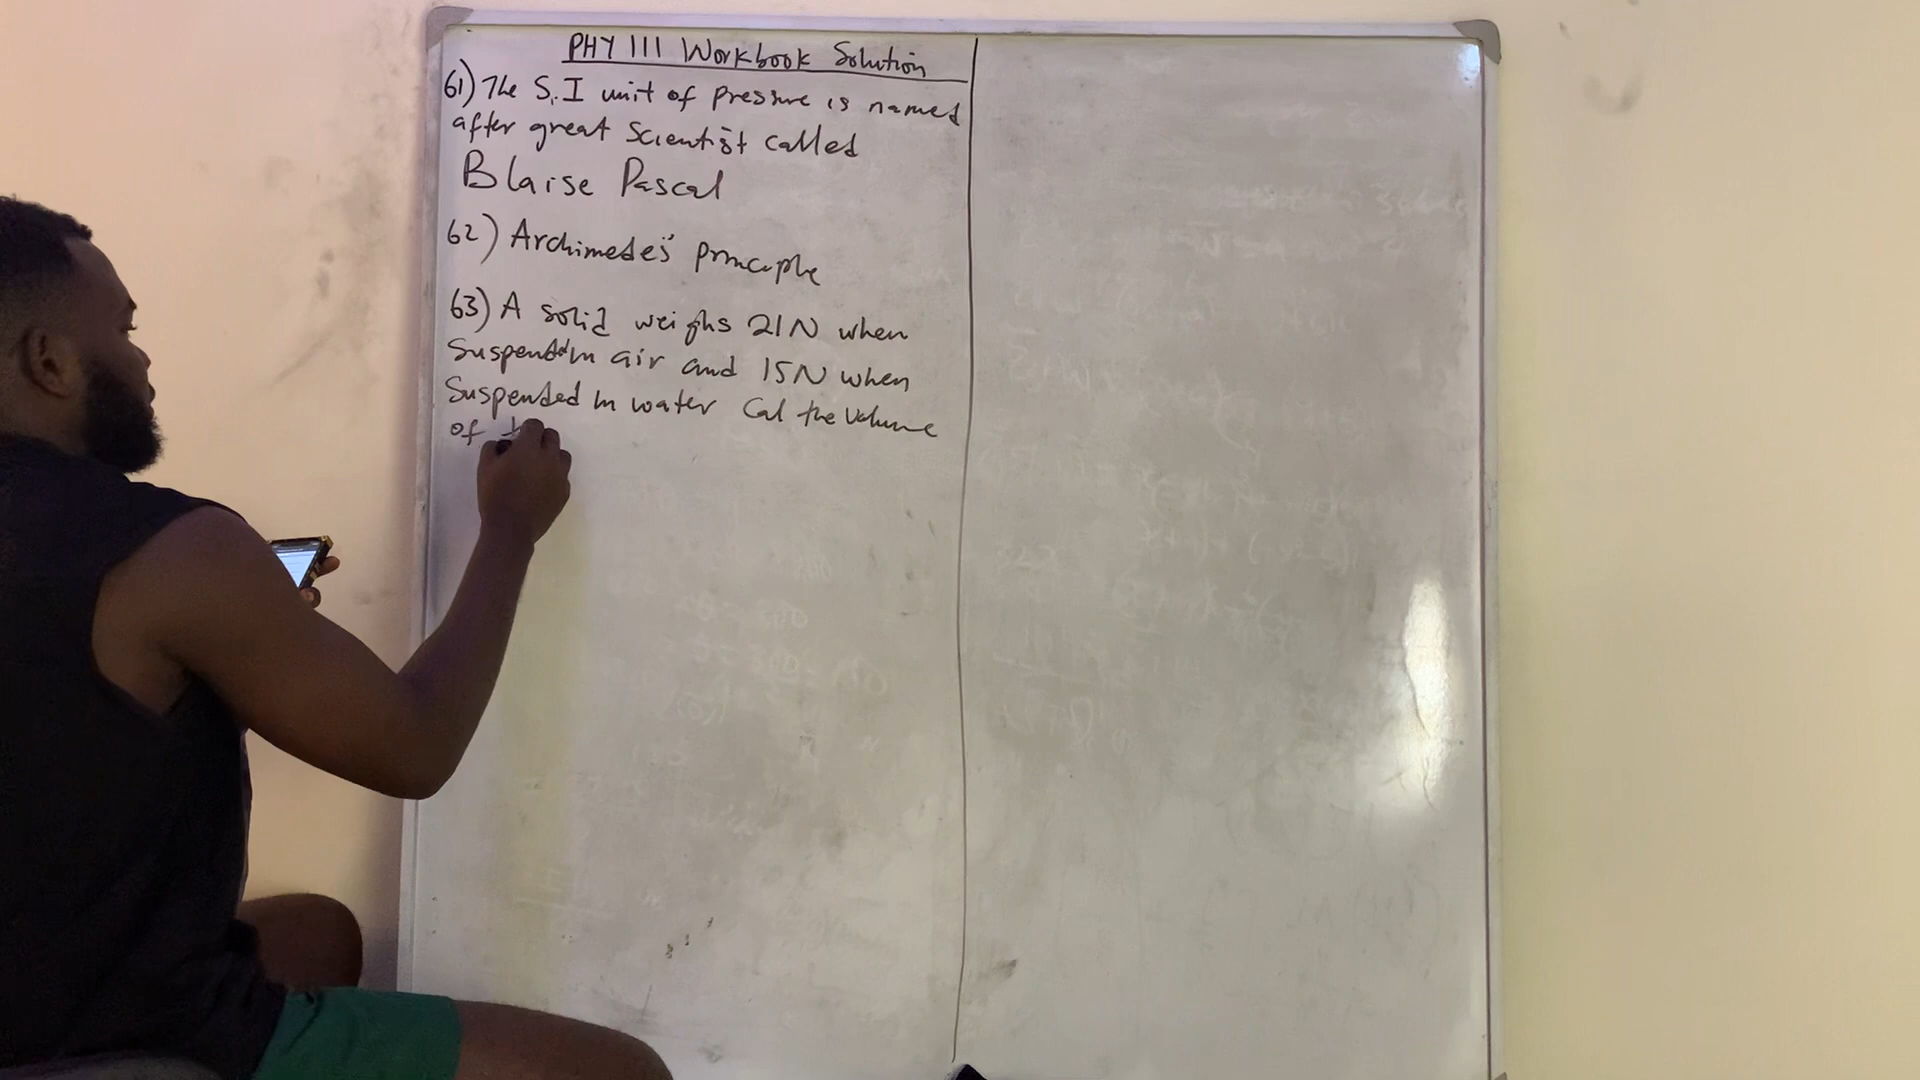 PHY 111 Workbook Solution
61) The S.I unit of pressure is named
after great Scientist called
Blaise Pascal
62) Archimedes' principle
63) A solid weighs 21N when
Suspend in air and 15N when
Suspended in water Cal the Volume
of